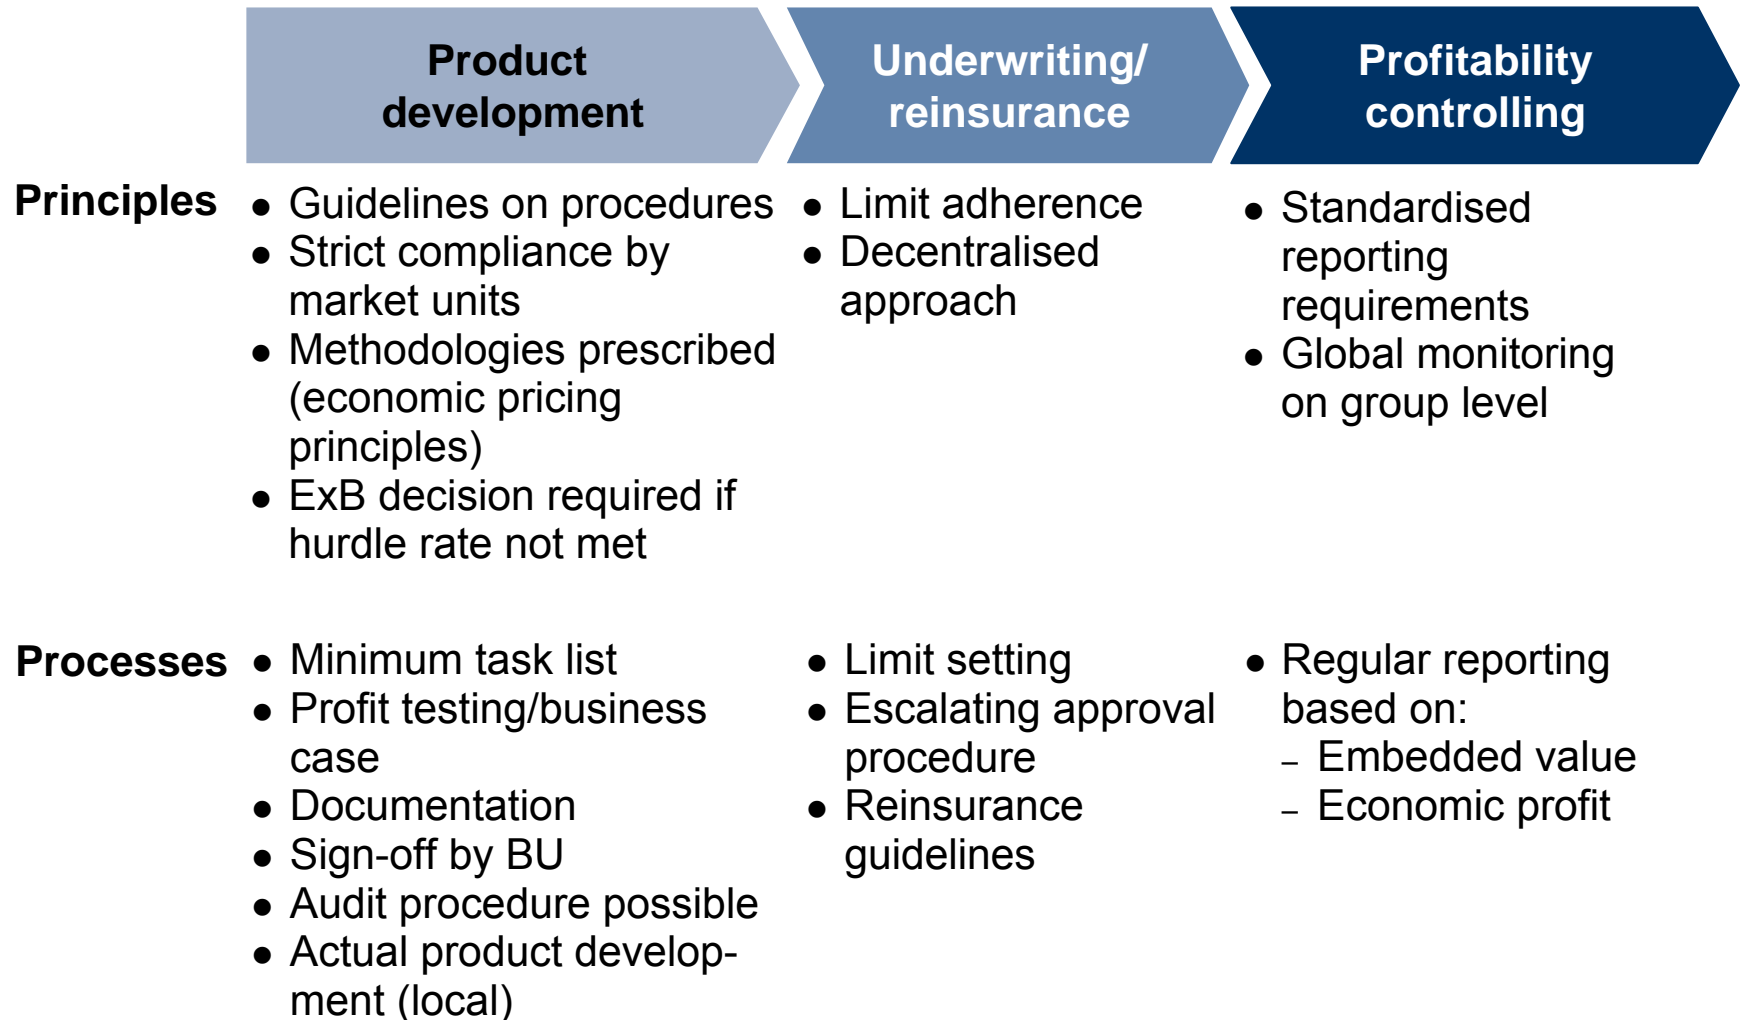 Product
development
Underwriting/
reinsurance
Profitability
controlling
Principles
● Guidelines on procedures
● Strict compliance by
market units
● Methodologies prescribed
(economic pricing
principles)
● ExB decision required if
hurdle rate not met
● Limit adherence
● Decentralised
approach
● Standardised
reporting
requirements
● Global monitoring
on group level
Processes
● Minimum task list
● Profit testing/business
case
● Documentation
● Sign-off by BU
● Audit procedure possible
● Actual product develop-
ment (local)
● Limit setting
● Escalating approval
procedure
● Reinsurance
guidelines
● Regular reporting
based on:
– Embedded value
– Economic profit